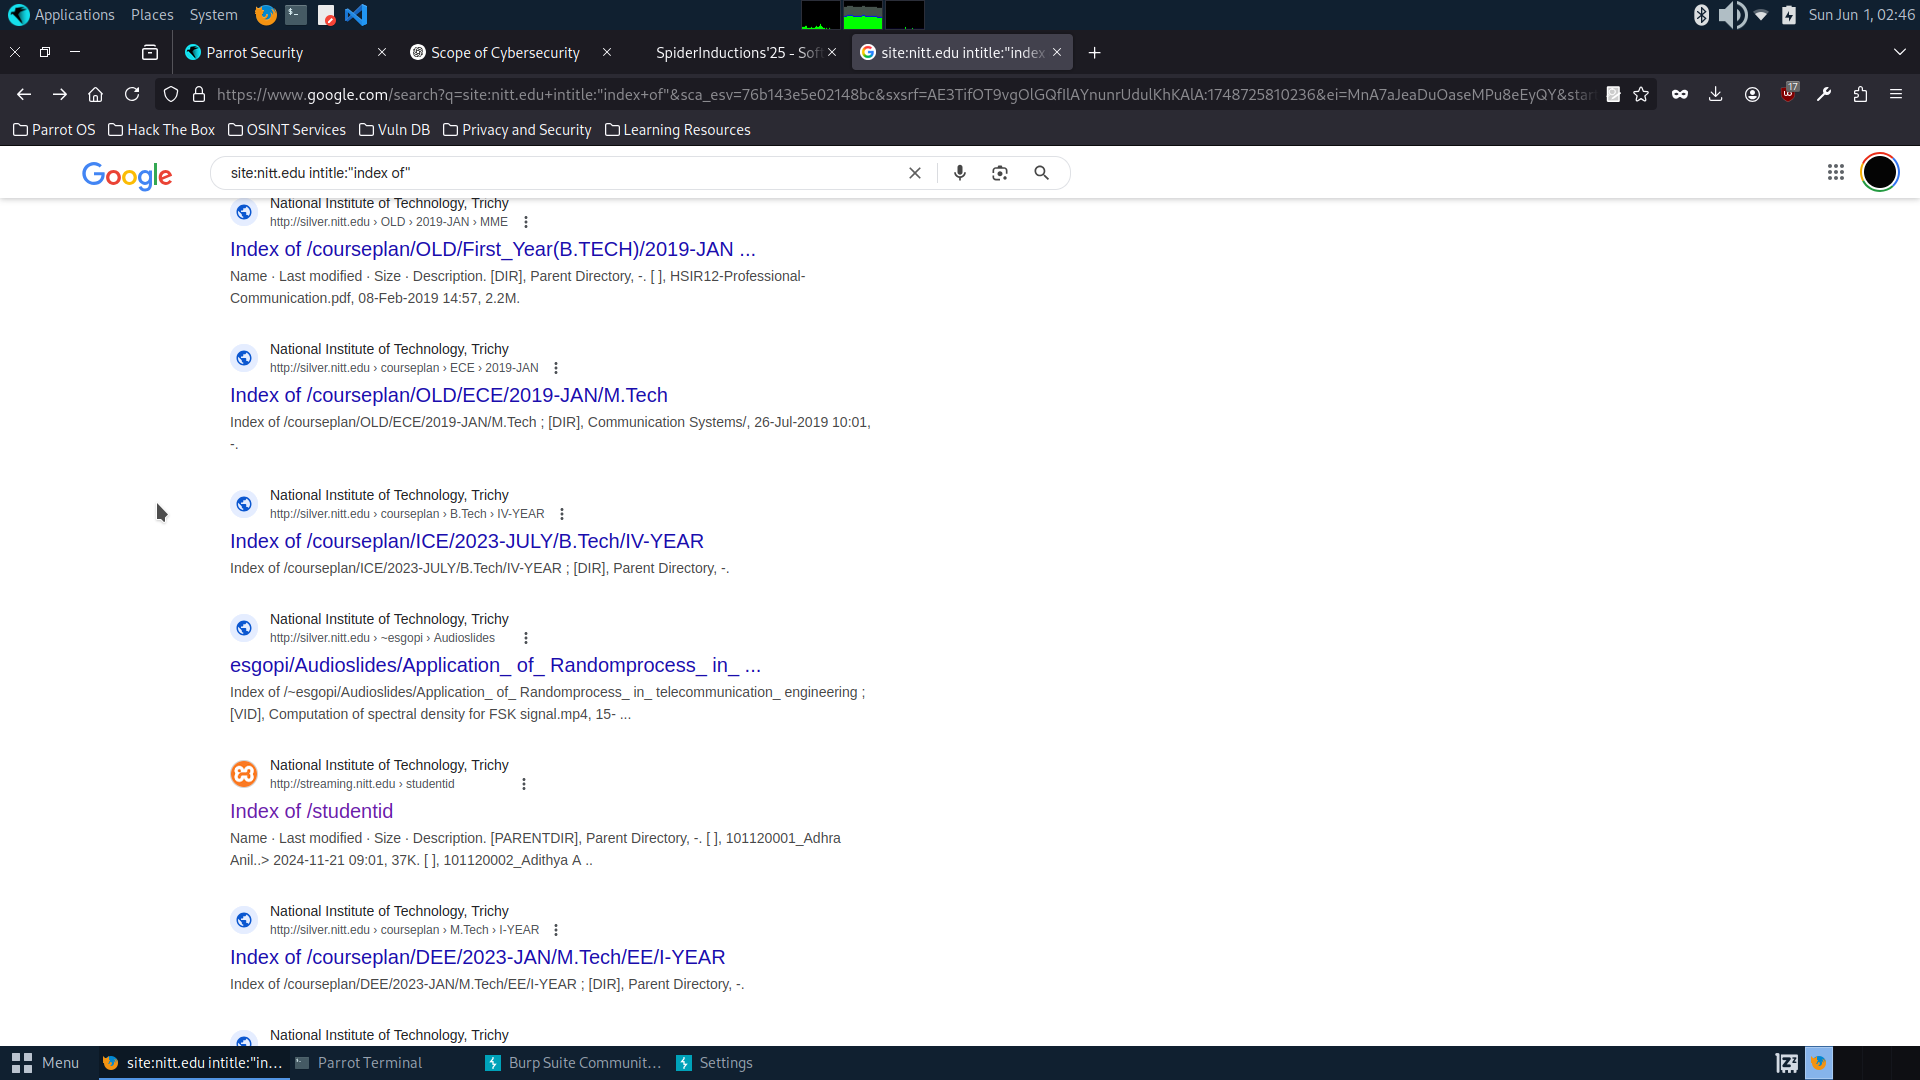 Applications Places System Sun Jun 1, 02:46
Parrot Security Scope of Cybersecurity SpiderInductions'25 - Soft site:nitt.edu intitle:"index
https://www.google.com/search?q=site:nitt.edu+intitle:"index+of"&sca_esv=76b143e5e02148bc&sxsrf=AE3TifOT9vgOlGQfllAYnunrUdulKhKAlA:1748725810236&ei=MnA7aJeaDuOaseMPu8eEyQY&star 17
Parrot OS Hack The Box OSINT Services Vuln DB Privacy and Security Learning Resources
Google site:nitt.edu intitle:"index of"
National Institute of Technology, Trichy
http://silver.nitt.edu › OLD › 2019-JAN › MME
Index of /courseplan/OLD/First_Year(B.TECH)/2019-JAN ...
Name · Last modified · Size · Description. [DIR], Parent Directory, -. [ ], HSIR12-Professional-
Communication.pdf, 08-Feb-2019 14:57, 2.2M.
National Institute of Technology, Trichy
http://silver.nitt.edu › courseplan › ECE › 2019-JAN
Index of /courseplan/OLD/ECE/2019-JAN/M.Tech
Index of /courseplan/OLD/ECE/2019-JAN/M.Tech ; [DIR], Communication Systems/, 26-Jul-2019 10:01,
-.
National Institute of Technology, Trichy
http://silver.nitt.edu › courseplan › B.Tech › IV-YEAR
Index of /courseplan/ICE/2023-JULY/B.Tech/IV-YEAR
Index of /courseplan/ICE/2023-JULY/B.Tech/IV-YEAR ; [DIR], Parent Directory, -.
National Institute of Technology, Trichy
http://silver.nitt.edu › ~esgopi › Audioslides
esgopi/Audioslides/Application_ of_ Randomprocess_ in_ ...
Index of /~esgopi/Audioslides/Application_ of_ Randomprocess_ in_ telecommunication_ engineering ;
[VID], Computation of spectral density for FSK signal.mp4, 15- ...
National Institute of Technology, Trichy
http://streaming.nitt.edu › studentid
Index of /studentid
Name · Last modified · Size · Description. [PARENTDIR], Parent Directory, -. [ ], 101120001_Adhra
Anil..> 2024-11-21 09:01, 37K. [ ], 101120002_Adithya A ..
National Institute of Technology, Trichy
http://silver.nitt.edu › courseplan › M.Tech › I-YEAR
Index of /courseplan/DEE/2023-JAN/M.Tech/EE/I-YEAR
Index of /courseplan/DEE/2023-JAN/M.Tech/EE/I-YEAR ; [DIR], Parent Directory, -.
National Institute of Technology, Trichy
Menu site:nitt.edu intitle:"in... Parrot Terminal Burp Suite Communit... Settings